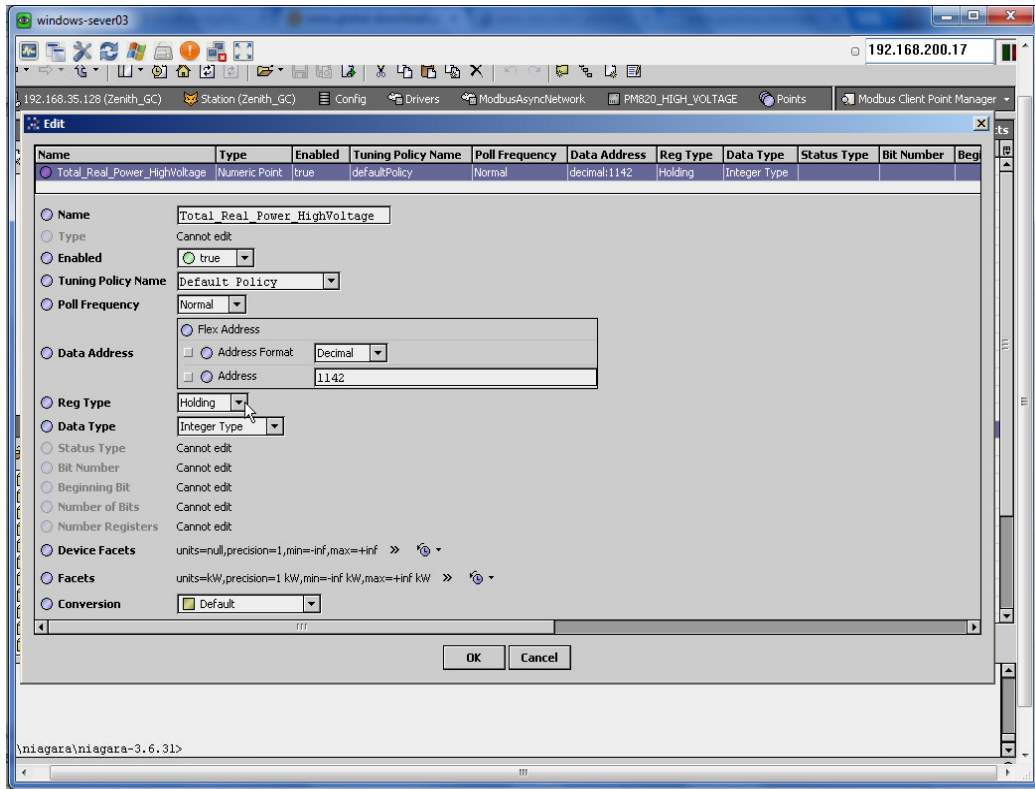 windows-sever03
192.168.200.17
192.168.35.128 (Zenith_GC) Station (Zenith_GC) Config Drivers ModbusAsyncNetwork PM820_HIGH_VOLTAGE Points Modbus Client Point Manager
Edit
Name Type Enabled Tuning Policy Name Poll Frequency Data Address Reg Type Data Type Status Type Bit Number Begi
Total_Real_Power_HighVoltage Numeric Point true defaultPolicy Normal decimal:1142 Holding Integer Type
Name Total_Real_Power_HighVoltage
Type Cannot edit
Enabled true
Tuning Policy Name Default Policy
Poll Frequency Normal
Flex Address
Data Address Address Format Decimal
Address 1142
Reg Type Holding
Data Type Integer Type
Status Type Cannot edit
Bit Number Cannot edit
Beginning Bit Cannot edit
Number of Bits Cannot edit
Number Registers Cannot edit
Device Facets units=null,precision=1,min=-inf,max=+inf »
Facets units=kW,precision=1 kW,min=-inf kW,max=+inf kW »
Conversion Default
OK Cancel
\niagara\niagara-3.6.31>